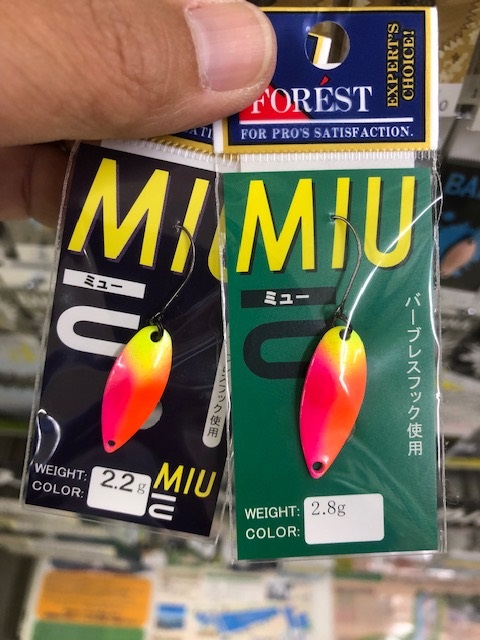 FORÉST
EXPERT'S
CHOICE!
FOR PRO'S SATISFACTION.
MIU
ミュー
WEIGHT: 2.2g
COLOR:
MIU
MIU
ミュー
バーブレスフック使用
WEIGHT: 2.8g
COLOR: